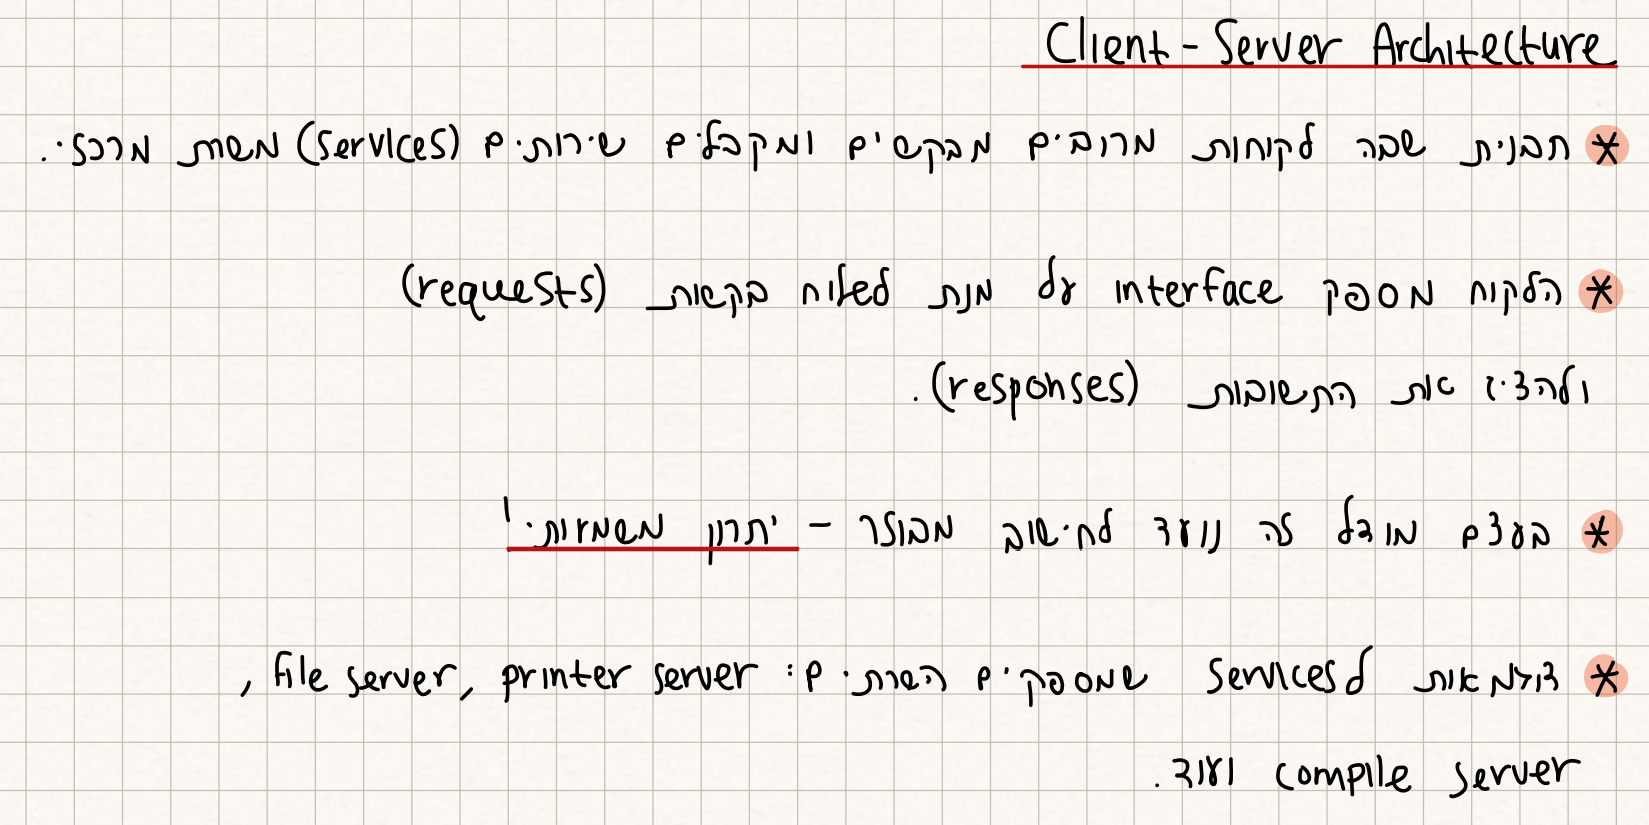 Client-Server Architecture
* תבנית שבה לקוחות מרובים מבקשים ומקבלים שירותים (services) משרת מרכזי.
* הלקוח מספק interface על מנת לשלוח בקשות (requests)
ולהציג את התשובות (responses).
* בעצם מודל זה נועד לחישוב מבוזר - יתרון משמעותי!
* דוגמאות לservices שמספקים השרתים: file server, printer server,
compile server ועוד.